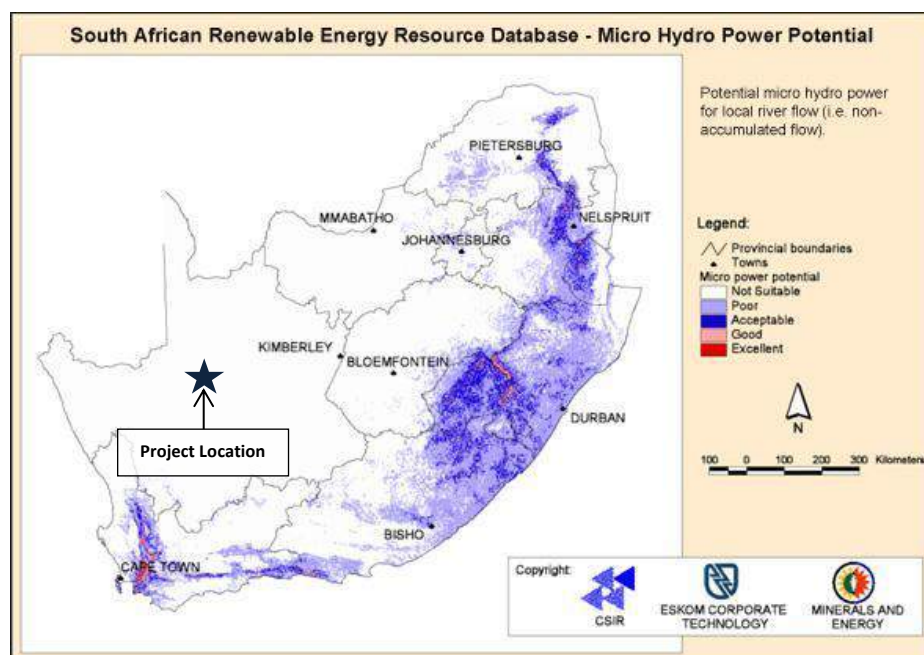 South African Renewable Energy Resource Database - Micro Hydro Power Potential
Potential micro hydro power
for local river flow (i.e. non-
accumulated flow).
PIETERSBURG
MMABATHO
NELSPRUIT
JOHANNESBURG
KIMBERLEY
BLOEMFONTEIN
DURBAN
Project Location
BISHO
CAPE TOWN
Legend:
Provincial boundaries
Towns
Micro power potential
Not Suitable
Poor
Acceptable
Good
Excellent
N
100 0 100 200 300 Kilometers
Copyright:
CSIR
ESKOM CORPORATE
TECHNOLOGY
MINERALS AND
ENERGY